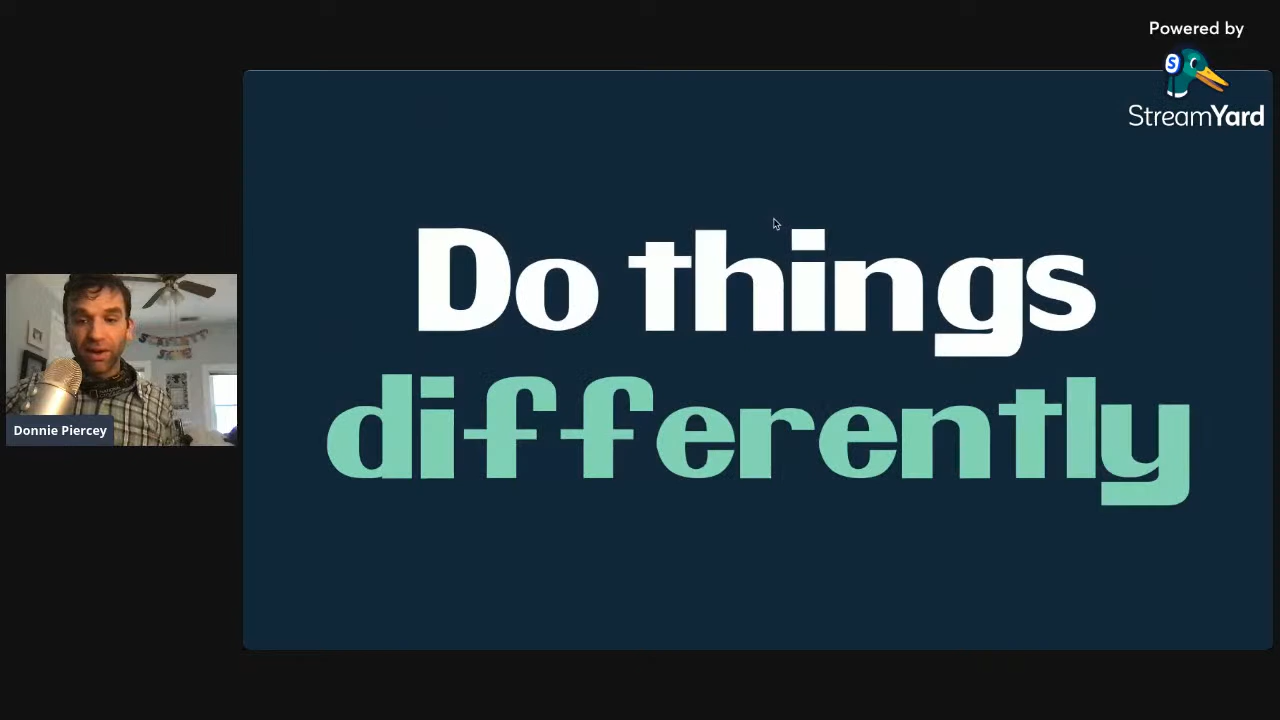 Powered by
StreamYard
Do things
differently
Donnie Piercey